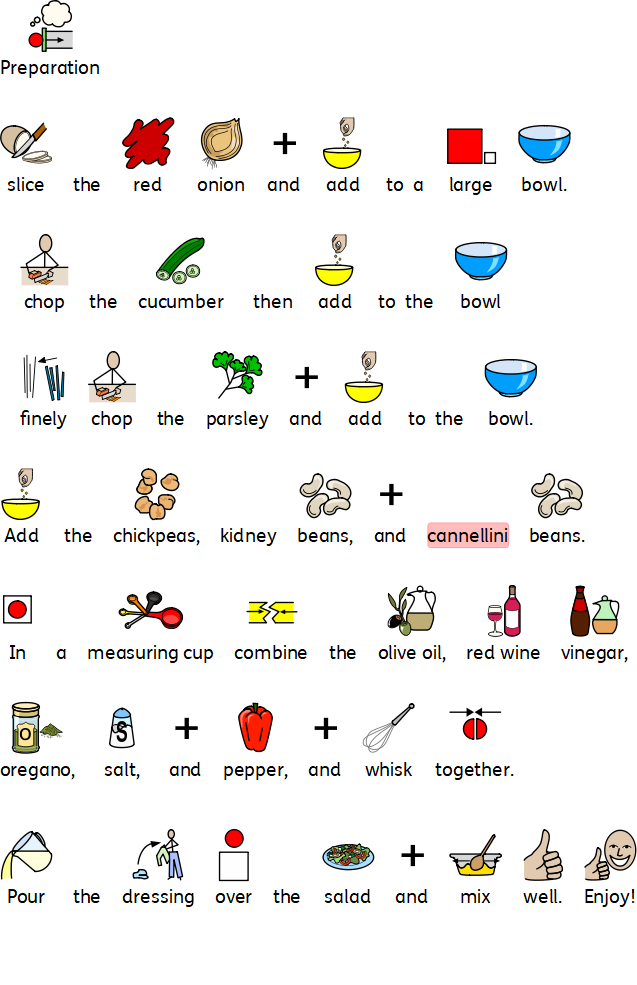 Preparation
slice the red onion and add to a large bowl.
chop the cucumber then add to the bowl
finely chop the parsley and add to the bowl.
Add the chickpeas, kidney beans, and cannellini beans.
In a measuring cup combine the olive oil, red wine vinegar,
oregano, salt, and pepper, and whisk together.
Pour the dressing over the salad and mix well. Enjoy!